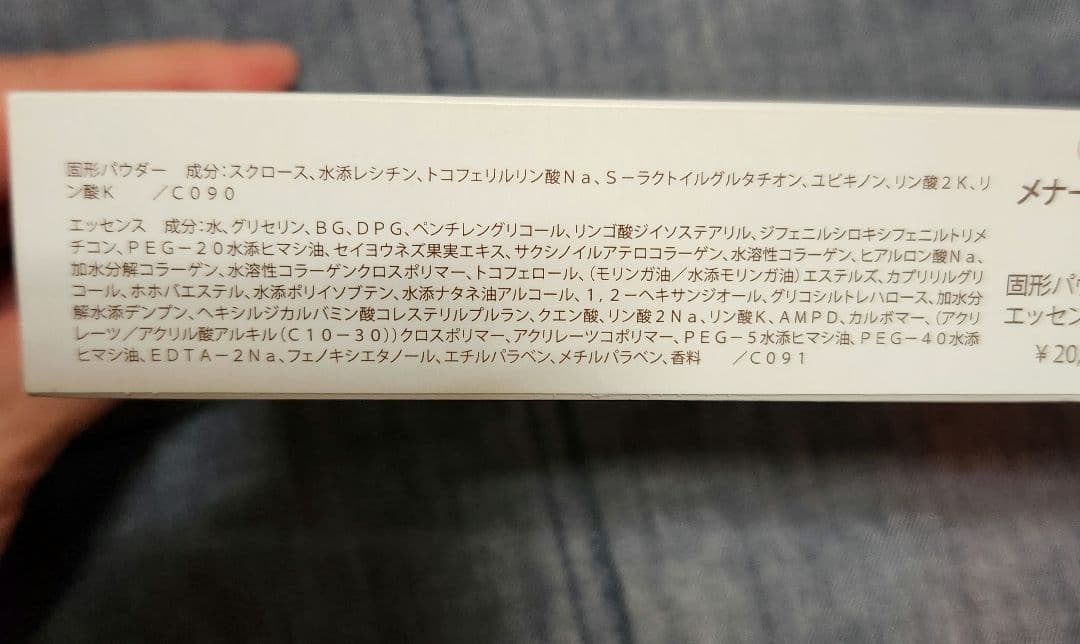 固形パウダー　成分：スクロース、水添レシチン、トコフェリルリン酸Ｎａ、Ｓ－ラクトイルグルタチオン、ユビキノン、リン酸２Ｋ、リ
ン酸Ｋ　　／Ｃ０９０
エッセンス　成分：水、グリセリン、ＢＧ、ＤＰＧ、ペンチレングリコール、リンゴ酸ジイソステアリル、ジフェニルシロキシフェニルトリメ
チコン、ＰＥＧ－２０水添ヒマシ油、セイヨウネズ果実エキス、サクシノイルアテロコラーゲン、水溶性コラーゲン、ヒアルロン酸Ｎａ、
加水分解コラーゲン、水溶性コラーゲンクロスポリマー、トコフェロール、（モリンガ油／水添モリンガ油）エステルズ、カプリリルグリ
コール、ホホバエステル、水添ポリイソブテン、水添ナタネ油アルコール、１，２－ヘキサンジオール、グリコシルトレハロース、加水分
解水添デンプン、ヘキシルジカルバミン酸コレステリルプルラン、クエン酸、リン酸２Ｎａ、リン酸Ｋ、ＡＭＰＤ、カルボマー、（アクリ
レーツ／アクリル酸アルキル（Ｃ１０－３０））クロスポリマー、アクリレーツコポリマー、ＰＥＧ－５水添ヒマシ油、ＰＥＧ－４０水添
ヒマシ油、ＥＤＴＡ－２Ｎａ、フェノキシエタノール、エチルパラベン、メチルパラベン、香料　　／Ｃ０９１
メナー
固形パ
エッセン
￥20,